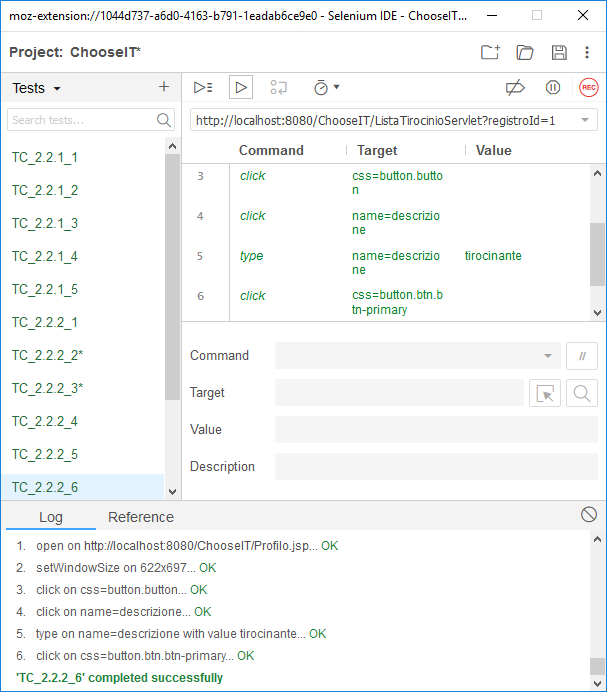 moz-extension://1044d737-a6d0-4163-b791-1eadab6ce9e0 - Selenium IDE - ChooseIT...
Project: ChooseIT*
Tests
Search tests...
TC_2.2.1_1
TC_2.2.1_2
TC_2.2.1_3
TC_2.2.1_4
TC_2.2.1_5
TC_2.2.2_1
TC_2.2.2_2*
TC_2.2.2_3*
TC_2.2.2_4
TC_2.2.2_5
TC_2.2.2_6
REC
http://localhost:8080/ChooseIT/ListaTirocinioServlet?registroId=1
Command Target Value
3 click css=button.butto
n
4 click name=descrizio
ne
5 type name=descrizio tirocinante
ne
6 click css=button.btn.b
tn-primary
Command //
Target
Value
Description
Log Reference
1. open on http://localhost:8080/ChooseIT/Profilo.jsp... OK
2. setWindowSize on 622x697... OK
3. click on css=button.button... OK
4. click on name=descrizione... OK
5. type on name=descrizione with value tirocinante... OK
6. click on css=button.btn.btn-primary... OK
'TC_2.2.2_6' completed successfully